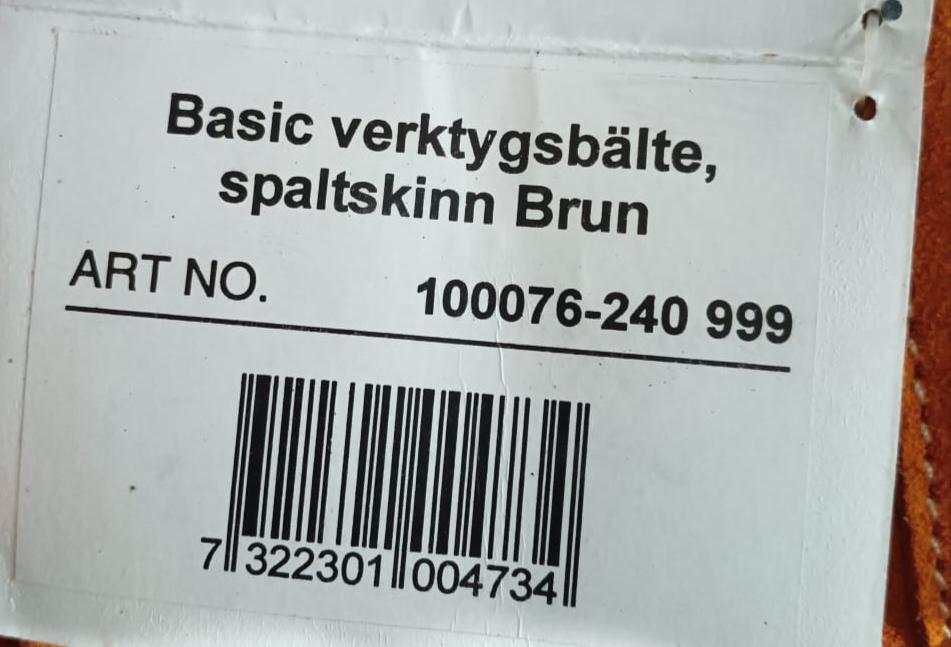 Basic verktygsbälte,
spaltskinn Brun
ART NO. 100076-240 999
7 322301 004734